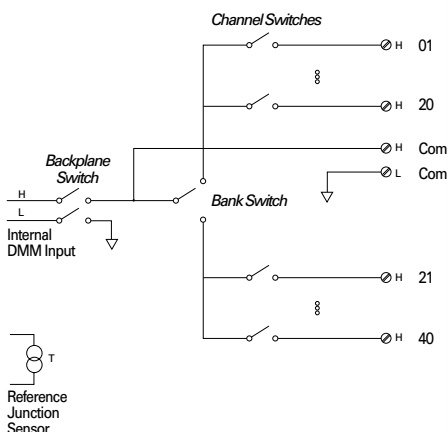 Channel Switches
H 01
H 20
H Com
L Com
Backplane
Switch
Bank Switch
H
L
Internal
DMM Input
H 21
H 40
T
Reference
Junction
Sensor